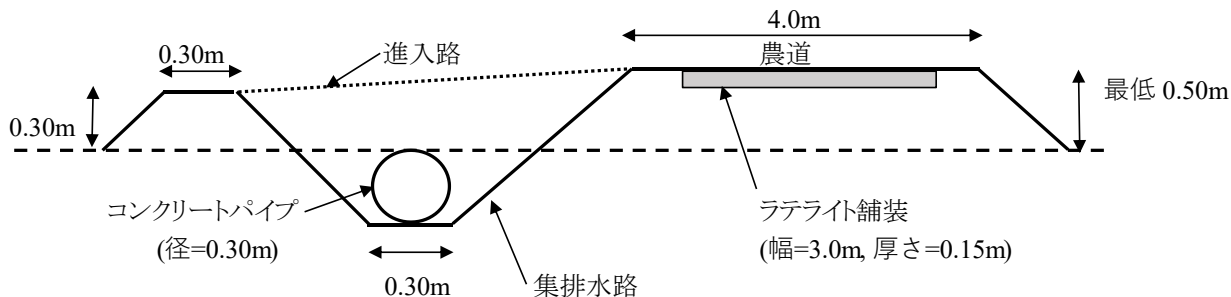 4.0m
0.30m
進入路
農道
最低 0.50m
0.30m
コンクリートパイプ
(径=0.30m)
ラテライト舗装
(幅=3.0m, 厚さ=0.15m)
0.30m
集排水路